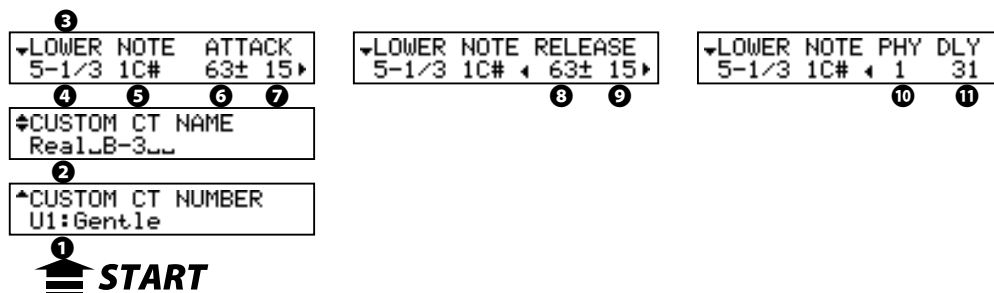 ❸
LOWER NOTE ATTACK
5-1/3 1C# 63± 15
❹ ❺ ❻ ❼
LOWER NOTE RELEASE
5-1/3 1C# 63± 15
❽ ❾
LOWER NOTE PHY DLY
5-1/3 1C# 1 31
❿ ⓫
CUSTOM CT NAME
Real␣B-3␣␣
❷
CUSTOM CT NUMBER
U1:Gentle
❶
START